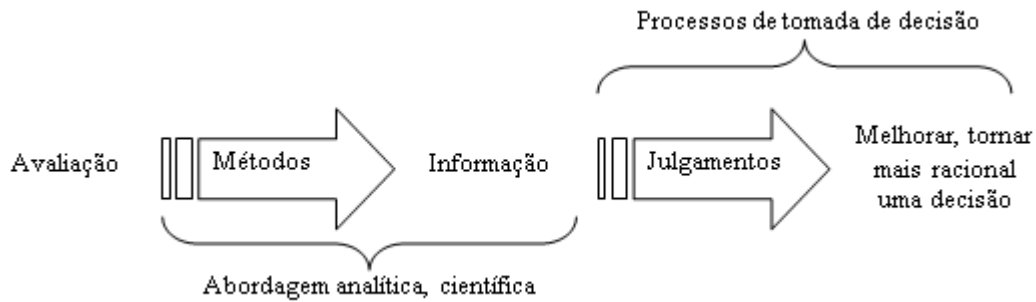 Processos de tomada de decisão
Avaliação
Métodos
Informação
Julgamentos
Melhorar, tornar
mais racional
uma decisão
Abordagem analítica, científica